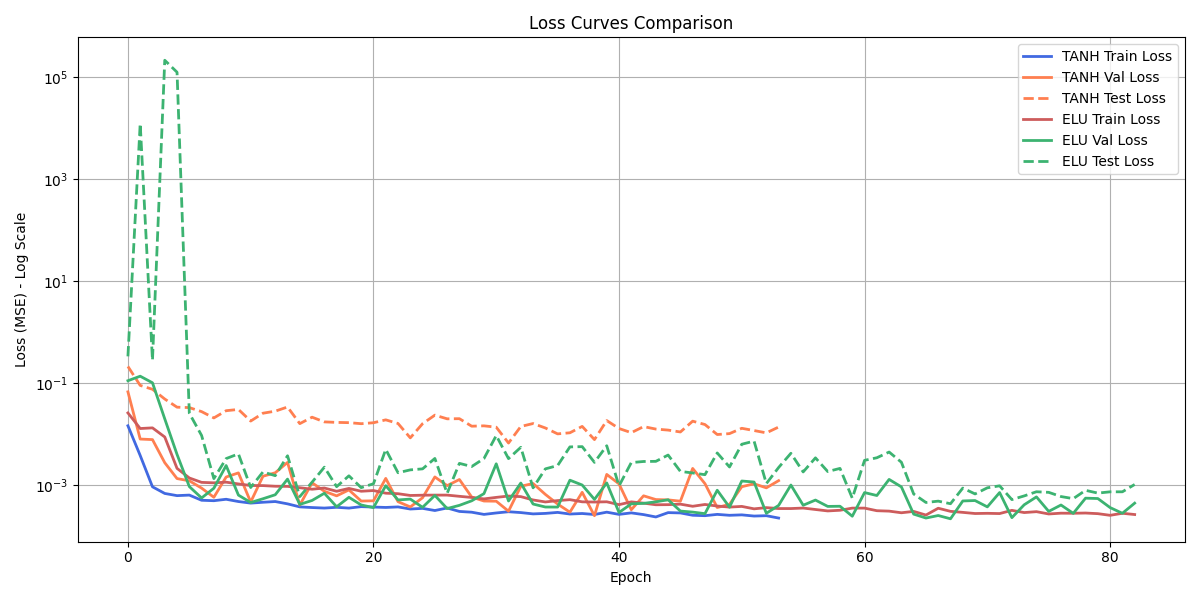 Loss Curves Comparison
Loss (MSE) - Log Scale
10^5
10^3
10^1
10^−1
10^−3
0
20
40
60
80
Epoch
TANH Train Loss
TANH Val Loss
TANH Test Loss
ELU Train Loss
ELU Val Loss
ELU Test Loss